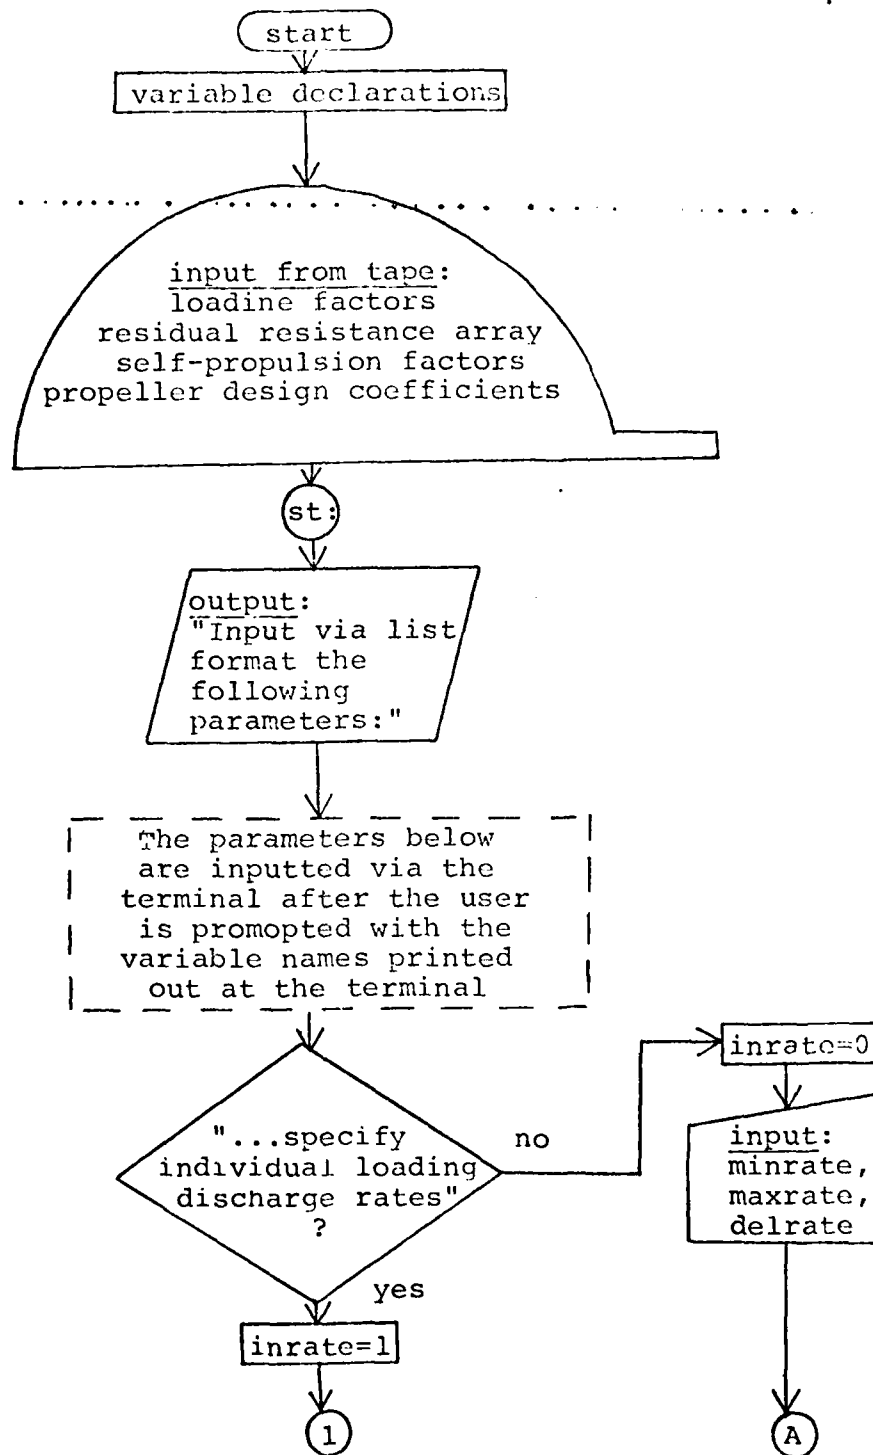 start
variable declarations
input from tape:
loadine factors
residual resistance array
self-propulsion factors
propeller design coefficients
st:
output:
"Input via list
format the
following
parameters:"
The parameters below
are inputted via the
terminal after the user
is promopted with the
variable names printed
out at the terminal
"...specify
individual loading
discharge rates"
?
no
yes
inrate=1
1
inrate=0
input:
minrate,
maxrate,
delrate
A